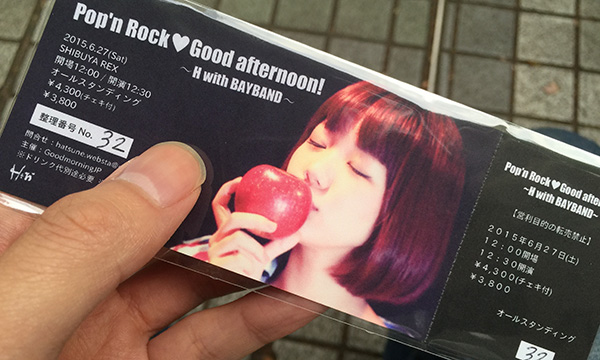 Pop'n Rock♥Good afternoon!
～H with BAYBAND～
2015.6.27(Sat)
SHIBUYA REX
開場12:00 / 開演12:30
オールスタンディング
￥4,300(チェキ付)
￥3,800
整理番号 No. 32
問合せ:hatsune.websta@
主催:GoodmorningJP
※ドリンク代別途必要
Pop'n Rock♥Good
～H with BAYBAND～
【営利目的の転売禁止】
2015年6月27日(土)
12:00開場
12:30開演
￥4,300(チェキ付)
￥3,800
オールスタンディング
32